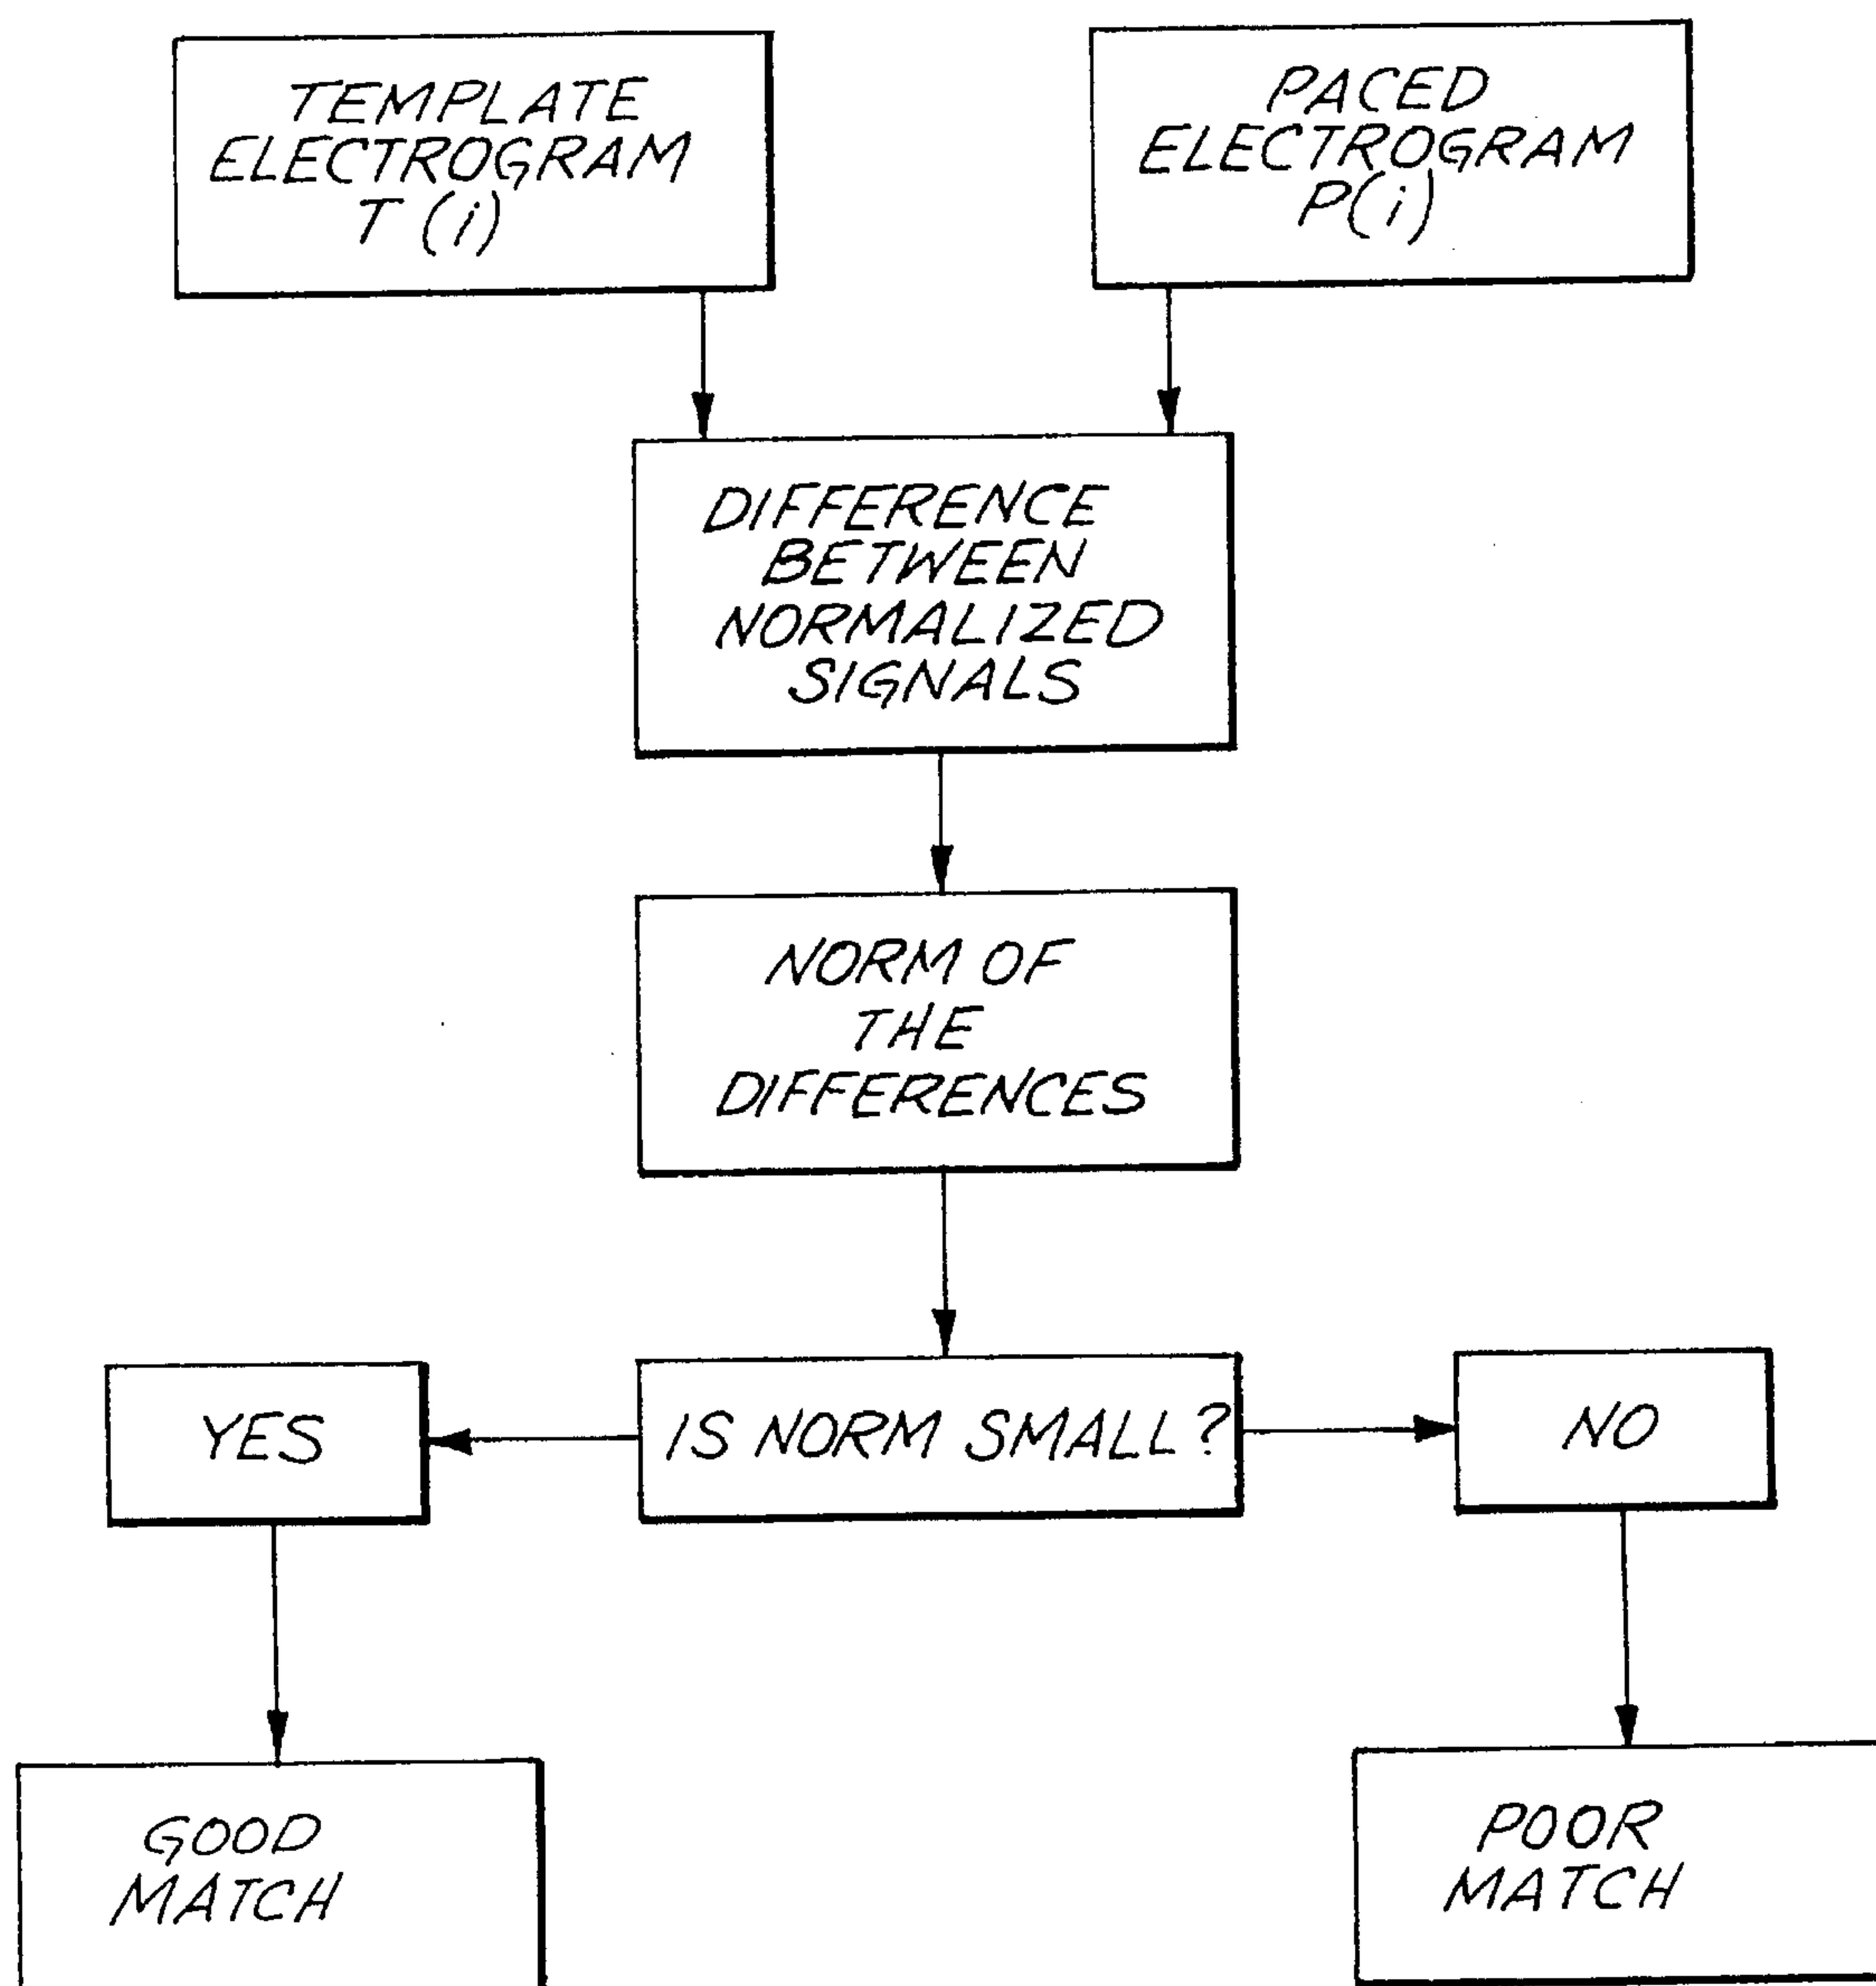 TEMPLATE
ELECTROGRAM
T (i)
PACED
ELECTROGRAM
P(i)
DIFFERENCE
BETWEEN
NORMALIZED
SIGNALS
NORM OF
THE
DIFFERENCES
YES
IS NORM SMALL?
NO
GOOD
MATCH
POOR
MATCH